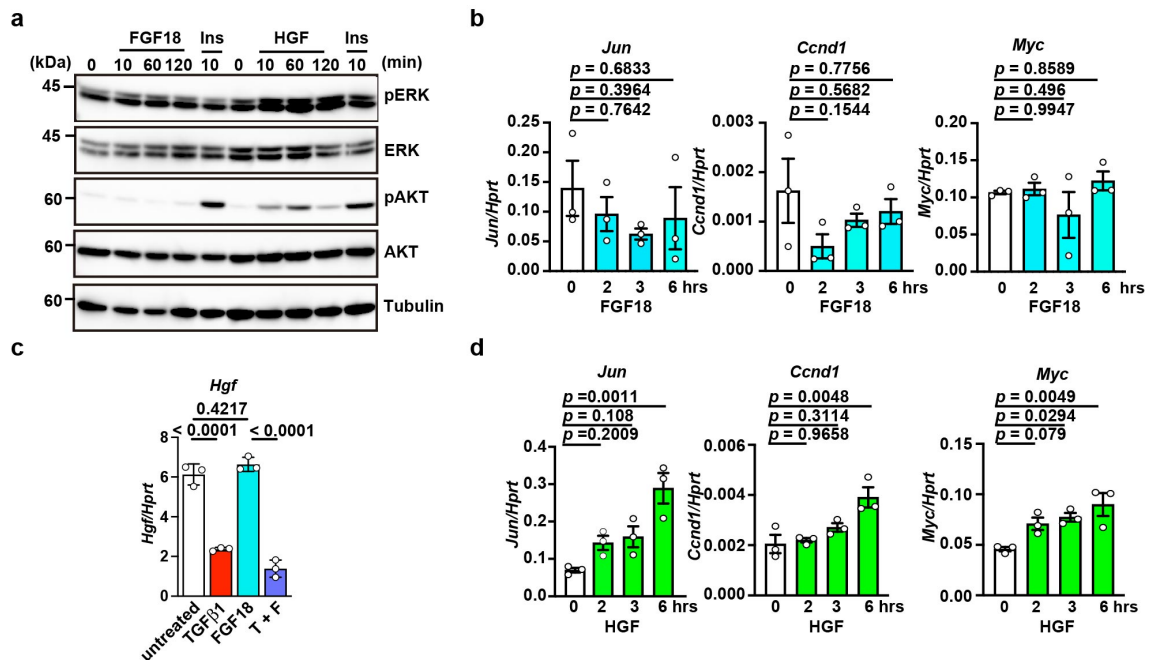 a
FGF18 Ins HGF Ins
(kDa) 0 10 60 120 10 0 10 60 120 10 (min)
45 pERK
45 ERK
60 pAKT
60 AKT
60 Tubulin
b
Jun
p = 0.6833
p = 0.3964
p = 0.7642
Jun/Hprt
0.25
0.20
0.15
0.10
0.05
0.00
0 2 3 6 hrs
FGF18
Ccnd1
p = 0.7756
p = 0.5682
p = 0.1544
Ccnd1/Hprt
0.003
0.002
0.001
0.000
0 2 3 6 hrs
FGF18
Myc
p = 0.8589
p = 0.496
p = 0.9947
Myc/Hprt
0.20
0.15
0.10
0.05
0.00
0 2 3 6 hrs
FGF18
c
Hgf
0.4217
< 0.0001 < 0.0001
Hgf/Hprt
8
6
4
2
0
untreated
TGFβ1
FGF18
T + F
d
Jun
p =0.0011
p = 0.108
p =0.2009
Jun/Hprt
0.4
0.3
0.2
0.1
0.0
0 2 3 6 hrs
HGF
Ccnd1
p = 0.0048
p = 0.3114
p = 0.9658
Ccnd1/Hprt
0.006
0.004
0.002
0.000
0 2 3 6 hrs
HGF
Myc
p = 0.0049
p = 0.0294
p = 0.079
Myc/Hprt
0.15
0.10
0.05
0.00
0 2 3 6 hrs
HGF